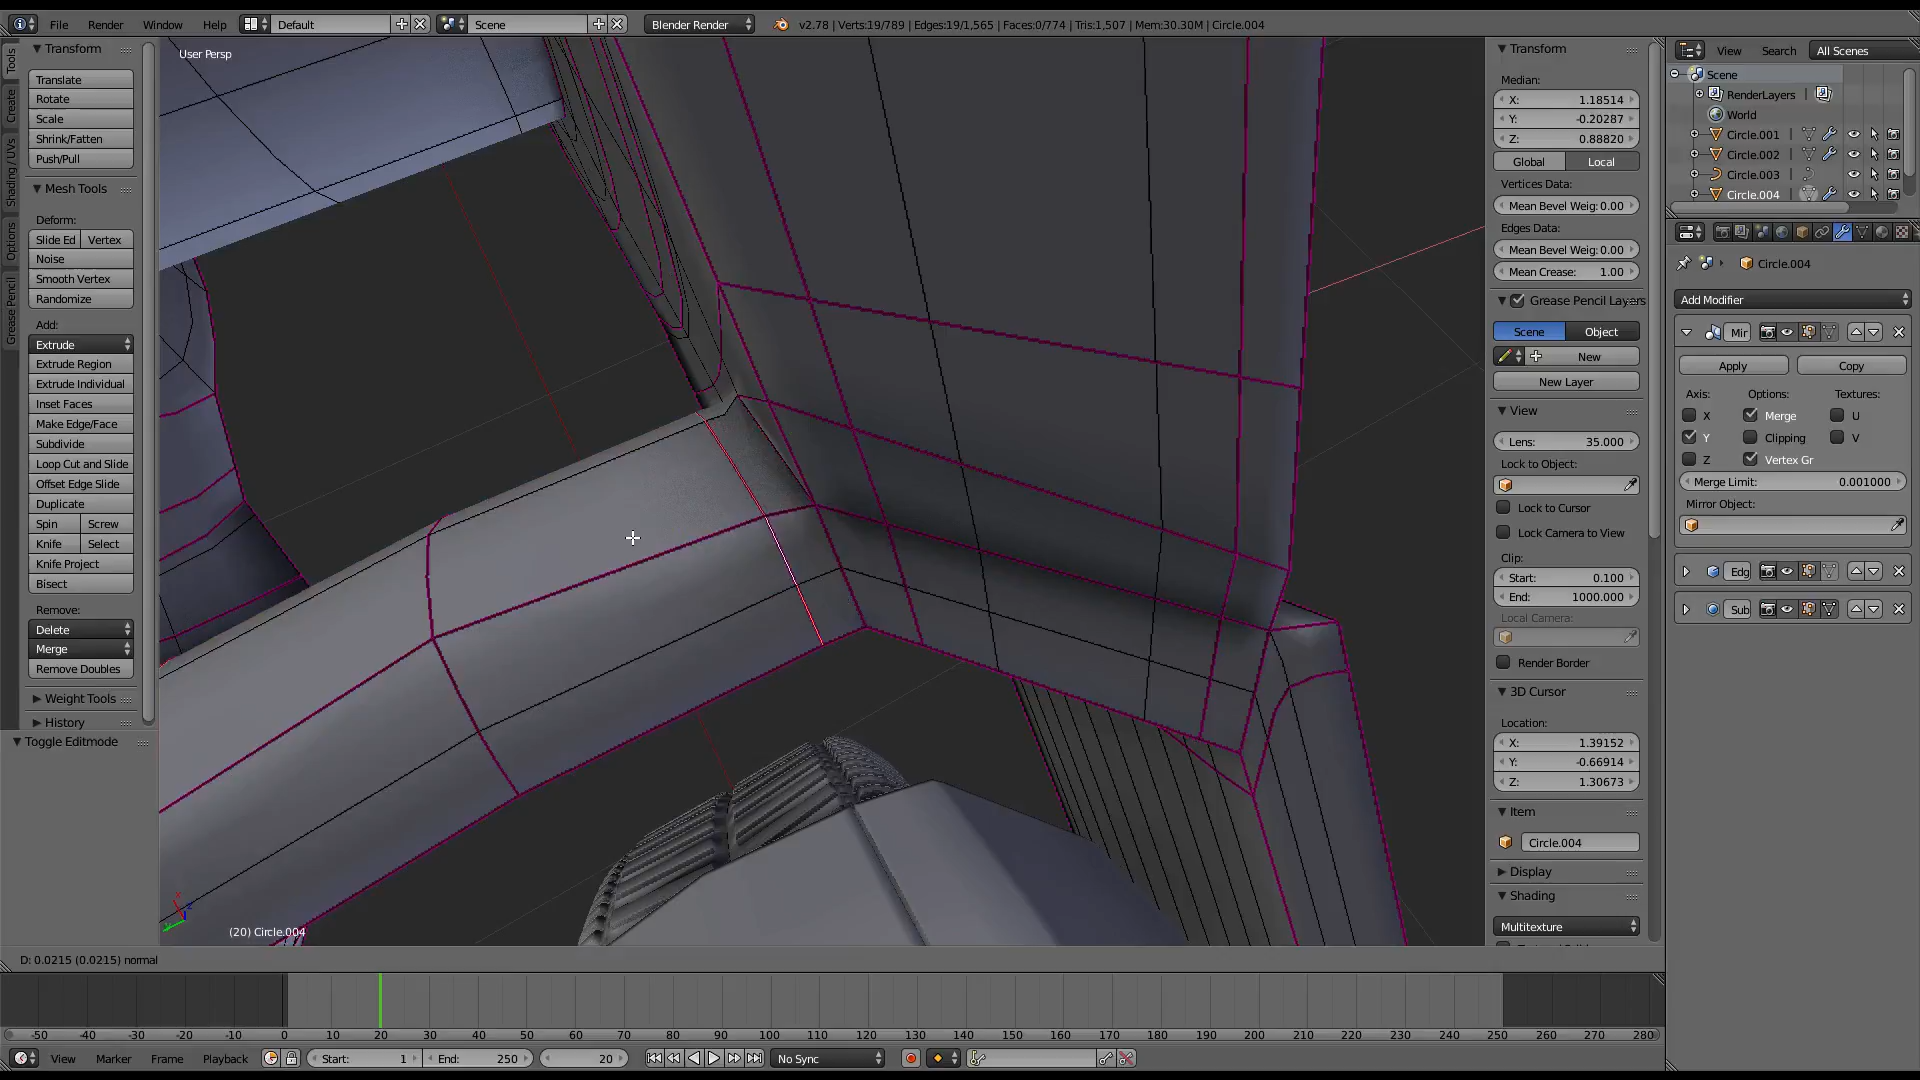 File Render Window Help Default Scene Blender Render v2.78 | Verts:19/789 | Edges:19/1,565 | Faces:0/774 | Tris:1,507 | Mem:30.30M | Circle.004
Tools
Create
Shading / UVs
Options
Grease Pencil
Transform
Translate
Rotate
Scale
Shrink/Fatten
Push/Pull
Mesh Tools
Deform:
Slide Ed Vertex
Noise
Smooth Vertex
Randomize
Add:
Extrude
Extrude Region
Extrude Individual
Inset Faces
Make Edge/Face
Subdivide
Loop Cut and Slide
Offset Edge Slide
Duplicate
Spin Screw
Knife Select
Knife Project
Bisect
Remove:
Delete
Merge
Remove Doubles
Weight Tools
History
Toggle Editmode
User Persp
(20) Circle.004
D: 0.0215 (0.0215) normal
Transform
Median:
X: 1.18514
Y: -0.20287
Z: 0.88820
Global Local
Vertices Data:
Mean Bevel Weig: 0.00
Edges Data:
Mean Bevel Weig: 0.00
Mean Crease: 1.00
Grease Pencil Layers
Scene Object
New
New Layer
View
Lens: 35.000
Lock to Object:
Lock to Cursor
Lock Camera to View
Clip:
Start: 0.100
End: 1000.000
Local Camera:
Render Border
3D Cursor
Location:
X: 1.39152
Y: -0.66914
Z: 1.30673
Item
Circle.004
Display
Shading
Multitexture
View Search All Scenes
Scene
RenderLayers |
World
Circle.001
Circle.002
Circle.003
Circle.004
Circle.004
Add Modifier
Mir
Apply Copy
Axis: Options: Textures:
X Merge U
Y Clipping V
Z Vertex Gr
Merge Limit: 0.001000
Mirror Object:
Edg
Sub
-50 -40 -30 -20 -10 0 10 20 30 40 50 60 70 80 90 100 110 120 130 140 150 160 170 180 190 200 210 220 230 240 250 260 270 280
View Marker Frame Playback Start: 1 End: 250 20 No Sync